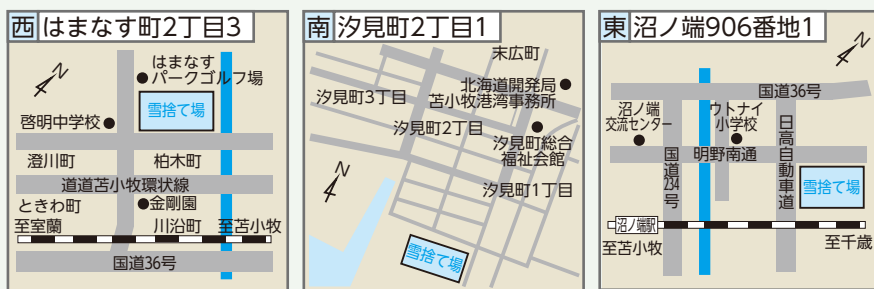 西 はまなす町2丁目3
N
はまなす
パークゴルフ場
雪捨て場
啓明中学校
澄川町
柏木町
道道苫小牧環状線
ときわ町
金剛園
至室蘭
川沿町
至苫小牧
国道36号
南 汐見町2丁目1
末広町
北海道開発局
苫小牧港湾事務所
汐見町3丁目
汐見町2丁目
汐見町総合
福祉会館
N
汐見町1丁目
雪捨て場
東 沼ノ端906番地1
N
国道36号
沼ノ端
交流センター
ウトナイ
小学校
日高自動車道
国道234号
明野南通
雪捨て場
沼ノ端駅
至苫小牧
至千歳